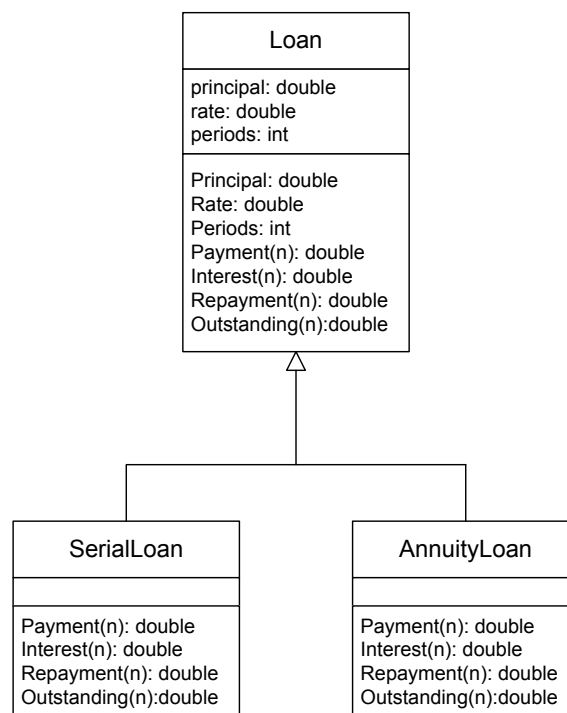 Loan
principal: double
rate: double
periods: int
Principal: double
Rate: double
Periods: int
Payment(n): double
Interest(n): double
Repayment(n): double
Outstanding(n):double
SerialLoan
Payment(n): double
Interest(n): double
Repayment(n): double
Outstanding(n):double
AnnuityLoan
Payment(n): double
Interest(n): double
Repayment(n): double
Outstanding(n):double